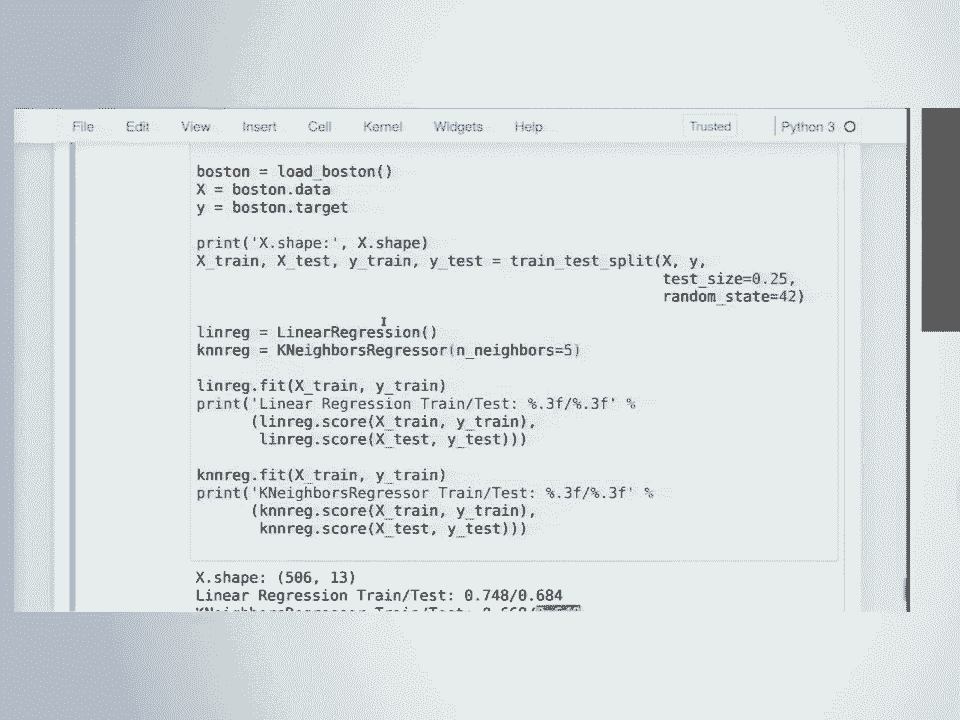 File Edit View Insert Cell Kernel Widgets Help Trusted Python 3
boston = load_boston()
X = boston.data
y = boston.target
print('X.shape:', X.shape)
X_train, X_test, y_train, y_test = train_test_split(X, y,
test_size=0.25,
random_state=42)
linreg = LinearRegression()
knnreg = KNeighborsRegressor(n_neighbors=5)
linreg.fit(X_train, y_train)
print('Linear Regression Train/Test: %.3f/%.3f' %
(linreg.score(X_train, y_train),
linreg.score(X_test, y_test)))
knnreg.fit(X_train, y_train)
print('KNeighborsRegressor Train/Test: %.3f/%.3f' %
(knnreg.score(X_train, y_train),
knnreg.score(X_test, y_test)))
X.shape: (506, 13)
Linear Regression Train/Test: 0.748/0.684
KNeighborsRegressor Train/Test: